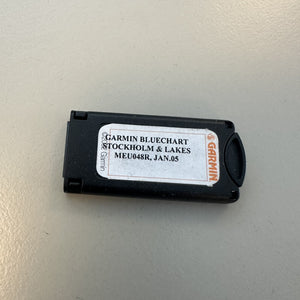 GARMIN BLUECHART
STOCKHOLM & LAKES
MEU048R, JAN.05
GARMIN